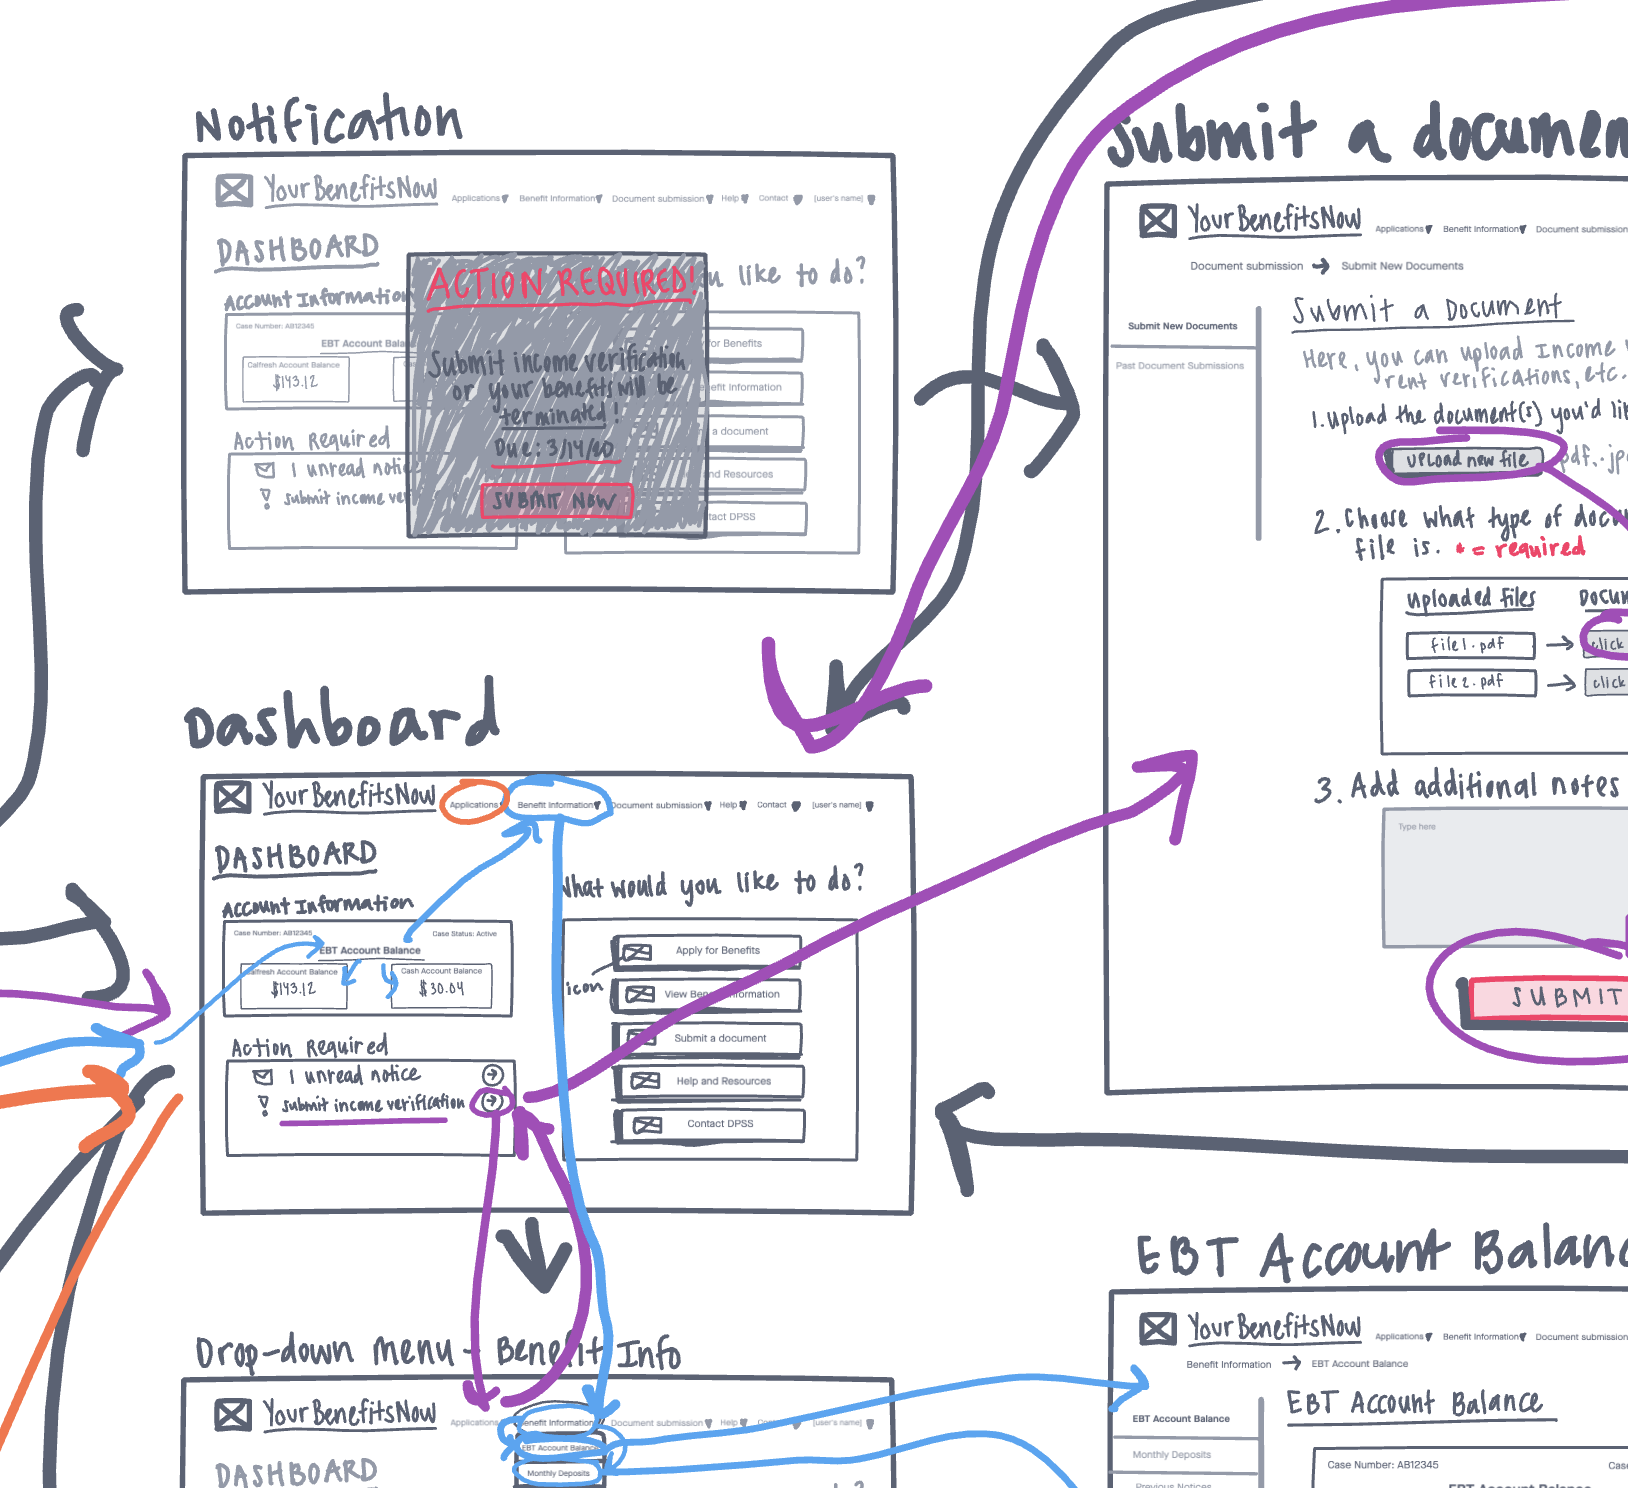 Notification
YourBenefitsNow
Applications Benefit Information Document submission Help Contact [user's name]
DASHBOARD
u like to do?
Account Information
Case Number: AB12345
EBT Account Bala
Calfresh Account Balance
$143.12
ACTION REQUIRED!
Submit income verification
or your benefits will be
terminated!
Due: 3/14/20
SUBMIT NOW
for Benefits
efit Information
a document
nd Resources
tact DPSS
Action Required
1 unread notic
submit income ver
Submit a documen
YourBenefitsNow
Applications Benefit Information Document submission
Document submission → Submit New Documents
Submit New Documents
Past Document Submissions
Submit a Document
Here, you can upload Income
rent verifications, etc.
1. Upload the document(s) you'd li
Upload new file
pdf, .jp
2. Choose what type of docu
file is. * = required
Uploaded Files
Docum
file1.pdf → click
file2.pdf → click
3. Add additional notes
Type here
SUBMIT
Dashboard
YourBenefitsNow
Applications Benefit Information Document submission Help Contact [user's name]
DASHBOARD
Account Information
Case Number: AB12345
Case Status: Active
EBT Account Balance
Calfresh Account Balance
$143.12
Cash Account Balance
$30.04
What would you like to do?
icon
Apply for Benefits
View Benefit Information
Submit a document
Help and Resources
Contact DPSS
Action Required
1 unread notice
submit income verification
Drop-down menu - Benefit Info
YourBenefitsNow
Applications Benefit Information Document submission Help Contact [user's name]
EBT Account Balance
Monthly Deposits
DASHBOARD
EBT Account Balanc
YourBenefitsNow
Applications Benefit Information Document submission
Benefit Information → EBT Account Balance
EBT Account Balance
Monthly Deposits
Previous Notices
EBT Account Balance
Case Number: AB12345
Case
EBT Account Balance